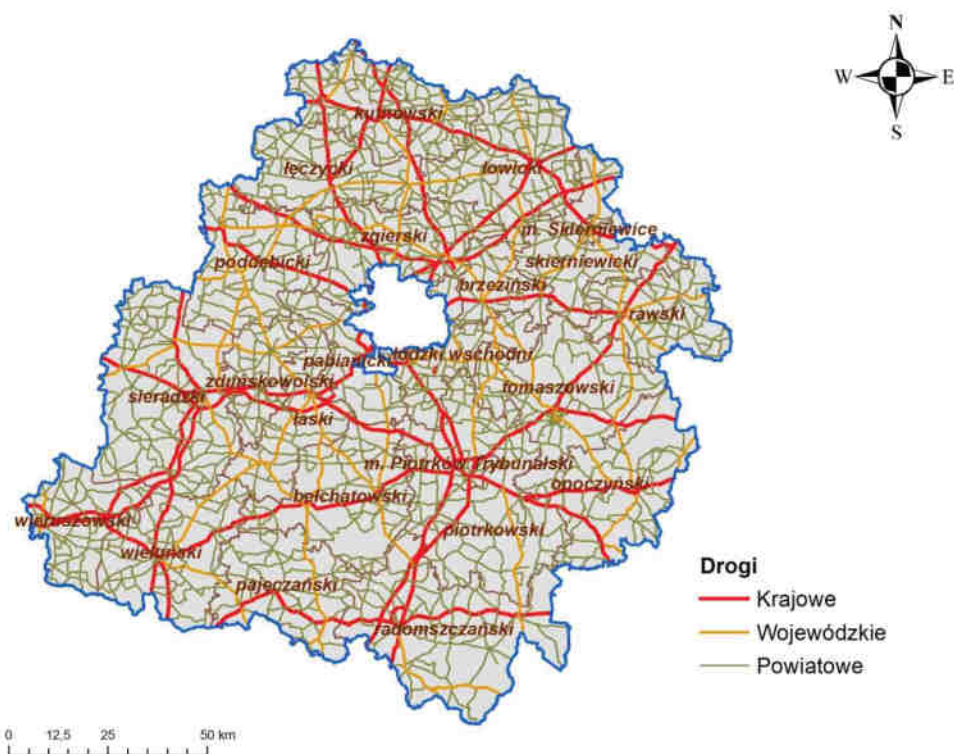 N
W
E
S
kutnowski
łęczycki
łowicki
zgierski
m. Skierniewice
poddębicki
skierniewicki
brzeziński
rawski
pabianicki
łódzki wschodni
zduńskowolski
tomaszowski
sieradzki
łaski
m. Piotrków Trybunalski
opoczyński
bełchatowski
wieruszowski
piotrkowski
wieluński
pajęczański
radomszczański
Drogi
Krajowe
Wojewódzkie
Powiatowe
0 12,5 25 50 km